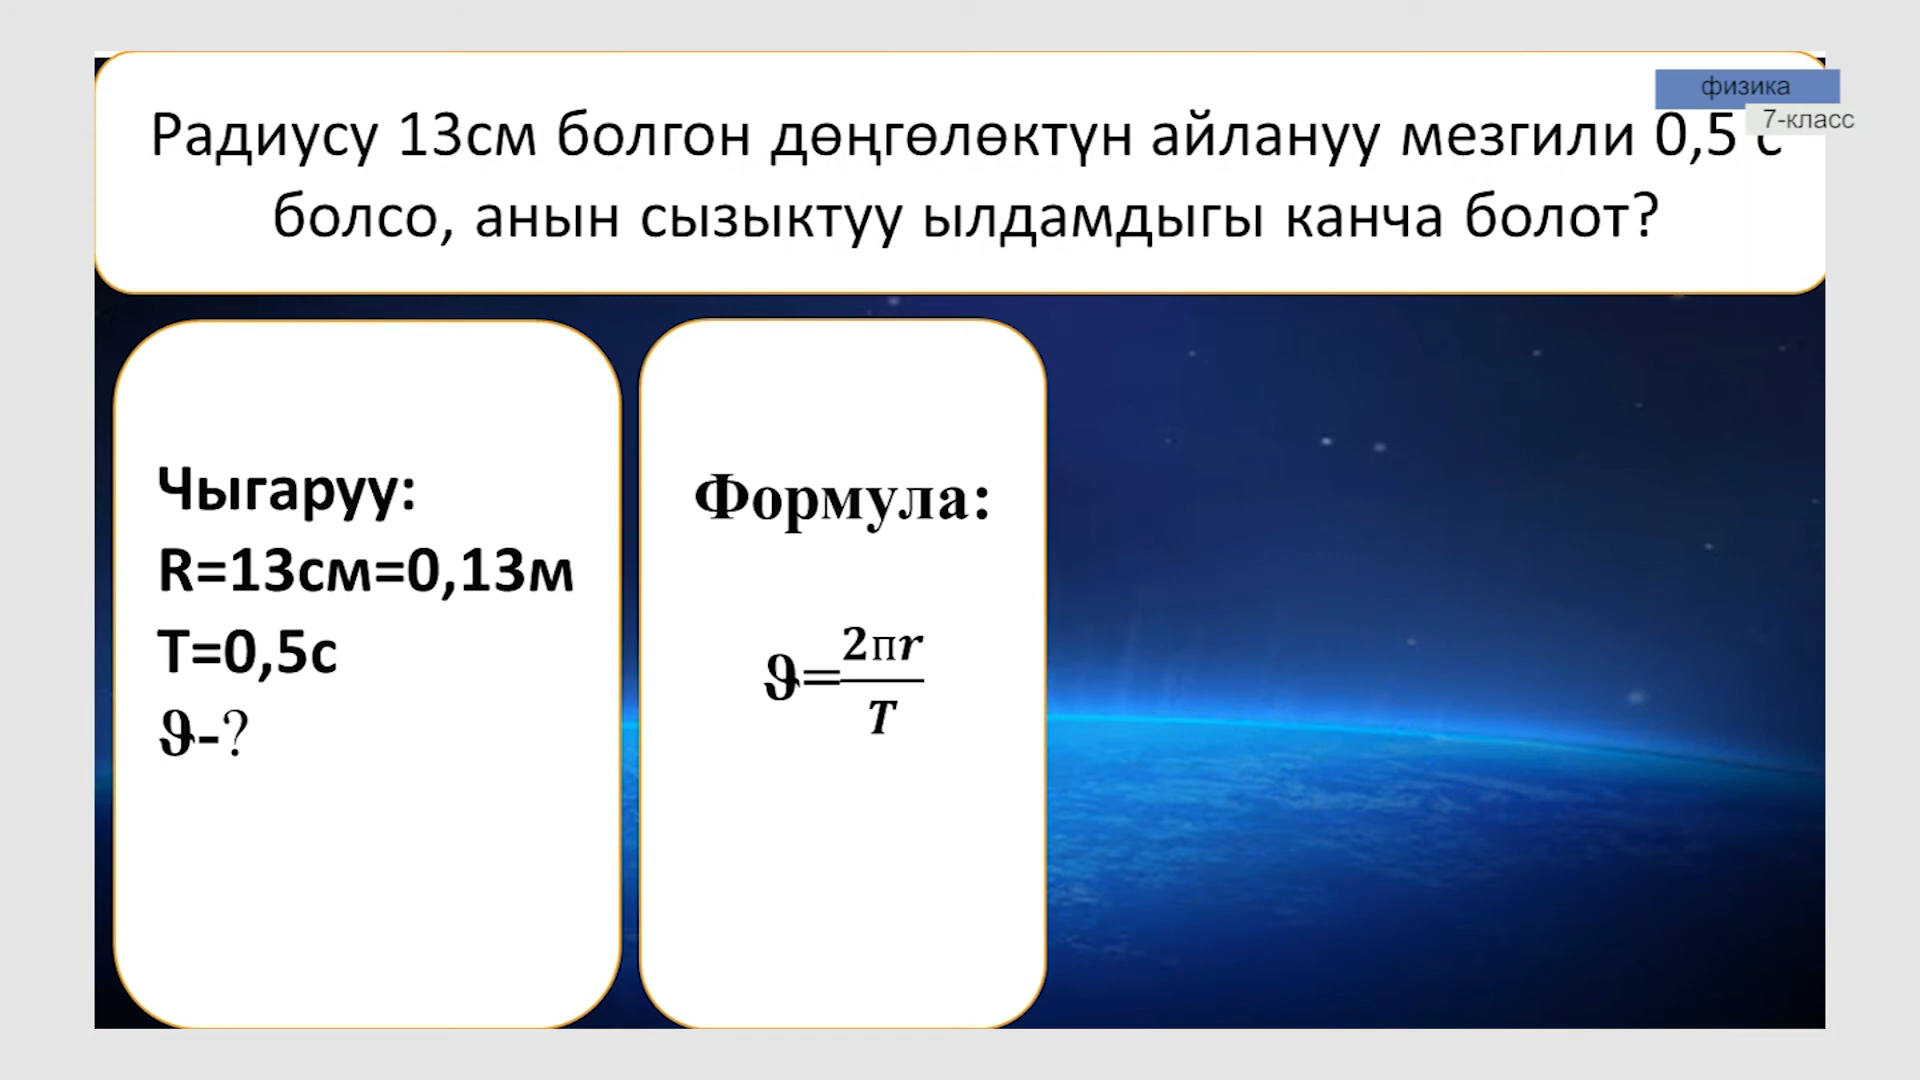 физика
7-класс
Радиусу 13см болгон дөңгөлөктүн айлануу мезгили 0,5 с
болсо, анын сызыктуу ылдамдыгы канча болот?
Чыгаруу:
R=13см=0,13м
T=0,5с
ϑ-?
Формула:
ϑ=2пr/T